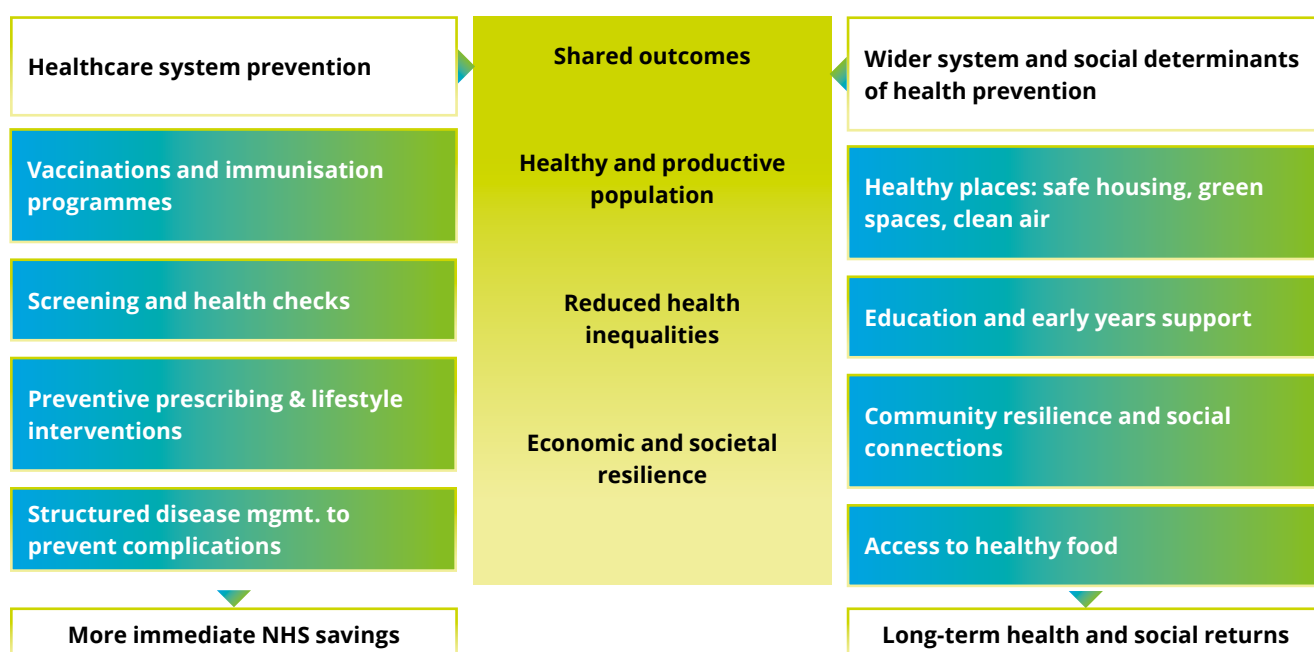 Healthcare system prevention
Vaccinations and immunisation
programmes
Screening and health checks
Preventive prescribing & lifestyle
interventions
Structured disease mgmt. to
prevent complications
More immediate NHS savings
Shared outcomes
Healthy and productive
population
Reduced health
inequalities
Economic and societal
resilience
Wider system and social determinants
of health prevention
Healthy places: safe housing, green
spaces, clean air
Education and early years support
Community resilience and social
connections
Access to healthy food
Long-term health and social returns